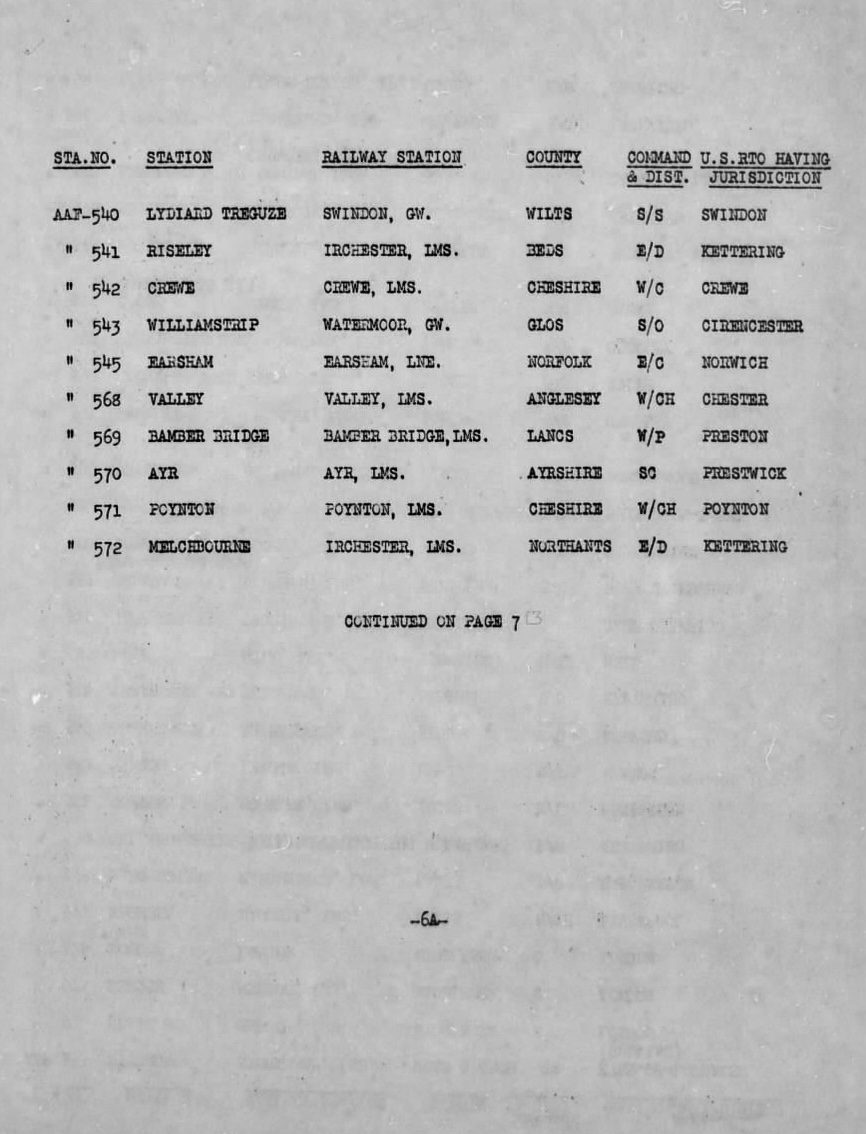 STA.NO. STATION RAILWAY STATION COUNTY COMMAND U.S.RTO HAVING
& DIST. JURISDICTION
AAF-540 LYDIARD TREGUZE SWINDON, GW. WILTS S/S SWINDON
" 541 RISELEY IRCHESTER, LMS. BEDS E/D KETTERING
" 542 CREWE CREWE, LMS. CHESHIRE W/C CREWE
" 543 WILLIAMSTRIP WATERMOOR, GW. GLOS S/O CIRENCESTER
" 545 EARSHAM EARSHAM, LNE. NORFOLK E/C NORWICH
" 568 VALLEY VALLEY, LMS. ANGLESEY W/CH CHESTER
" 569 BAMBER BRIDGE BAMBER BRIDGE,LMS. LANCS W/P PRESTON
" 570 AYR AYR, LMS. AYRSHIRE SC PRESTWICK
" 571 POYNTON POYNTON, LMS. CHESHIRE W/CH POYNTON
" 572 MELCHBOURNE IRCHESTER, LMS. NORTHANTS E/D KETTERING
CONTINUED ON PAGE 7
-6A-